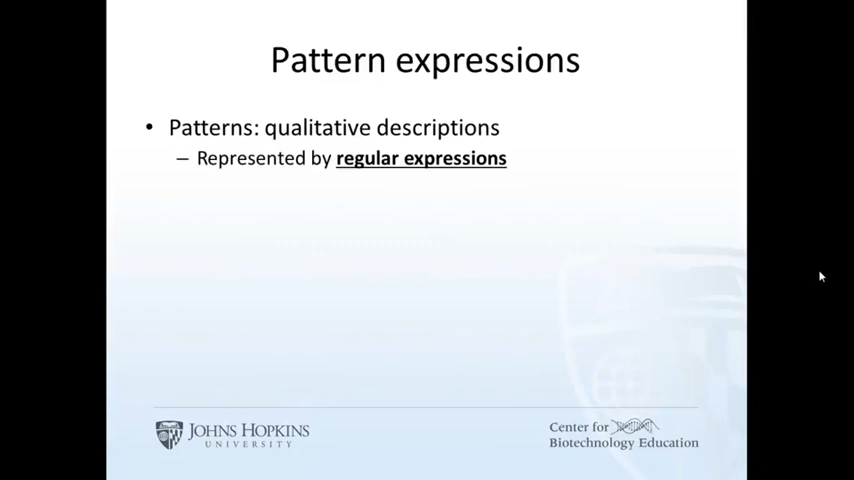 Pattern expressions
• Patterns: qualitative descriptions
– Represented by regular expressions
JOHNS HOPKINS
UNIVERSITY
Center for
Biotechnology Education